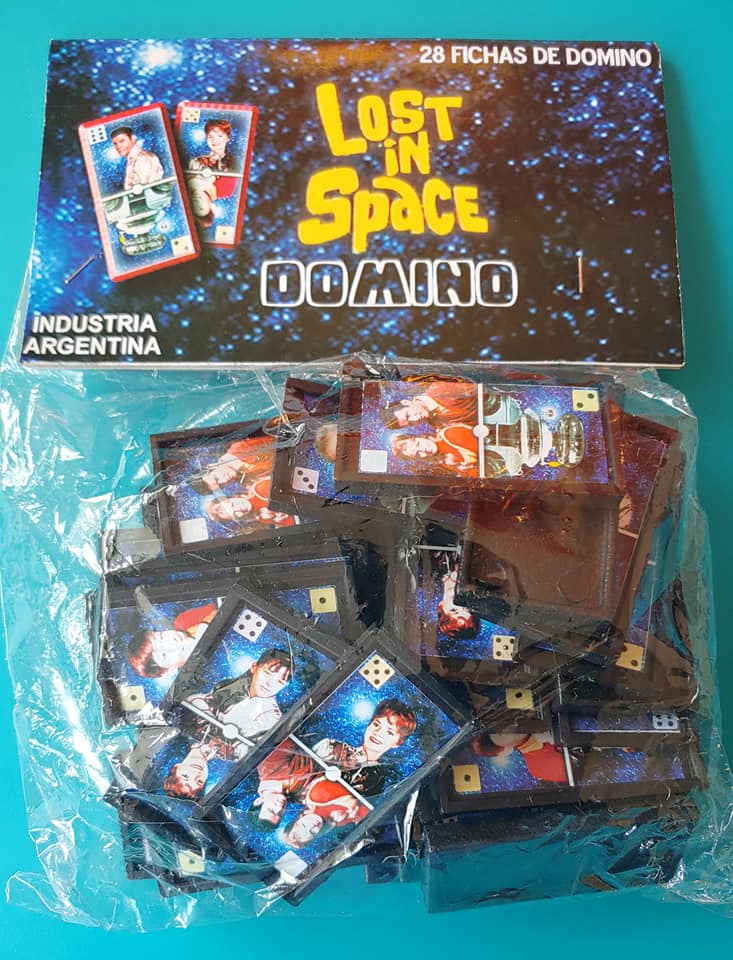 28 FICHAS DE DOMINO
LOST
iN
SPaCE
DOMINO
INDUSTRIA
ARGENTINA